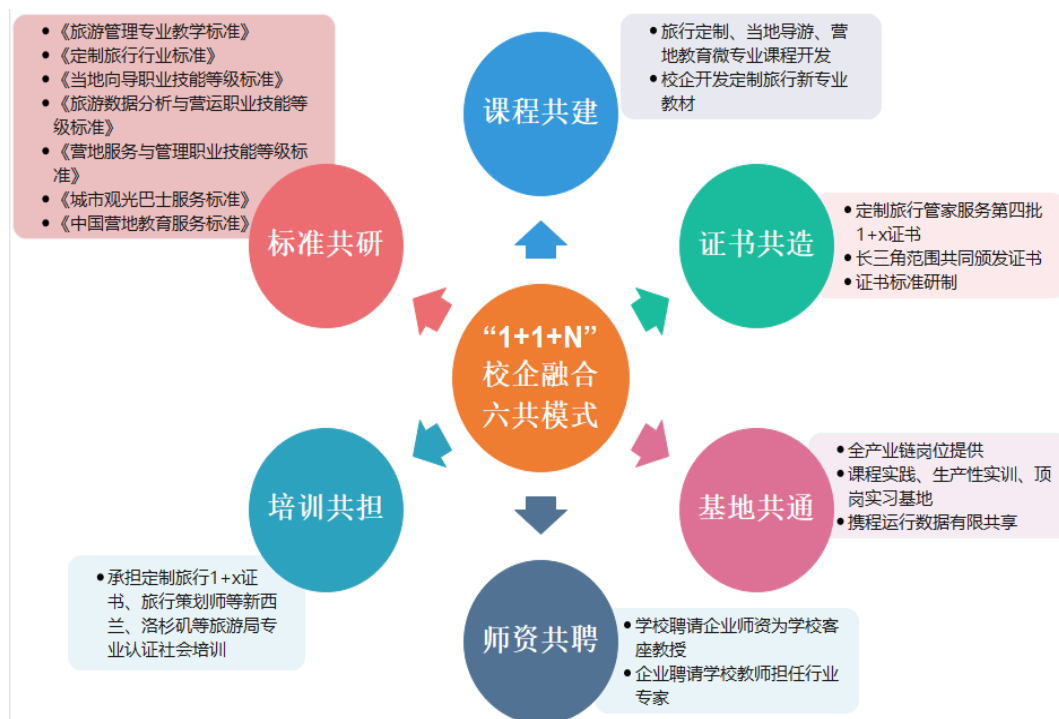 • 《旅游管理专业教学标准》
• 《定制旅行行业标准》
• 《当地向导职业技能等级标准》
• 《旅游数据分析与营运职业技能等
级标准》
• 《营地服务与管理职业技能等级标
准》
• 《城市观光巴士服务标准》
• 《中国营地教育服务标准》
标准共研
课程共建
• 旅行定制、当地导游、营
地教育微专业课程开发
• 校企开发定制旅行新专业
教材
证书共造
• 定制旅行管家服务第四批
1+x证书
• 长三角范围共同颁发证书
• 证书标准研制
“1+1+N”
校企融合
六共模式
培训共担
• 承担定制旅行1+x证
书、旅行策划师等新西
兰、洛杉矶等旅游局专
业认证社会培训
师资共聘
• 学校聘请企业师资为学校客
座教授
• 企业聘请学校教师担任行业
专家
基地共通
• 全产业链岗位提供
• 课程实践、生产性实训、顶
岗实习基地
• 携程运行数据有限共享